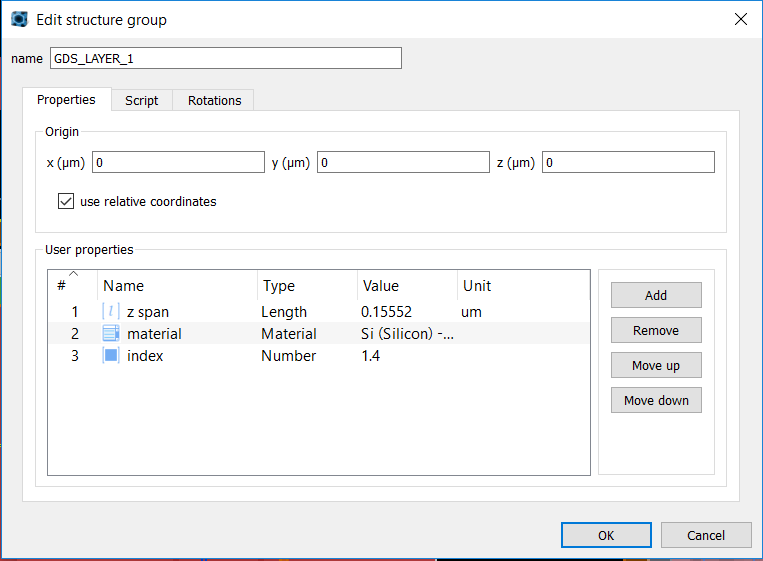 Edit structure group
name GDS_LAYER_1
Properties Script Rotations
Origin
x (µm) 0 y (µm) 0 z (µm) 0
use relative coordinates
User properties
# Name Type Value Unit
1 z span Length 0.15552 um
2 material Material Si (Silicon) -...
3 index Number 1.4
Add
Remove
Move up
Move down
OK Cancel